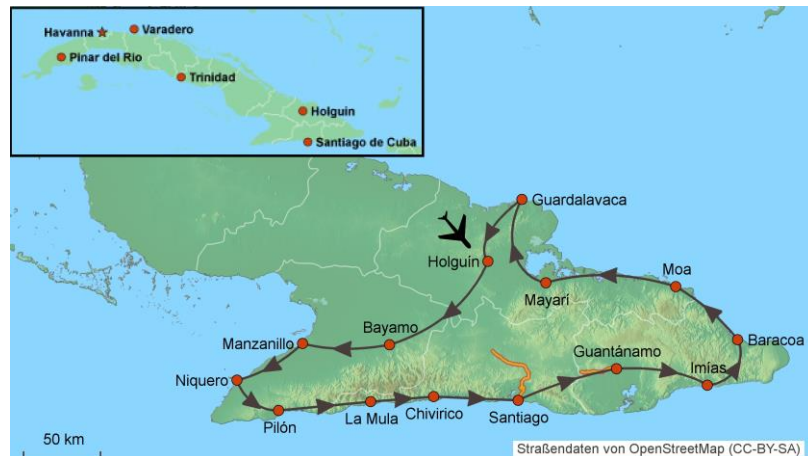 Havanna
Varadero
Pinar del Rio
Trinidad
Holguin
Santiago de Cuba
Guardalavaca
Holguín
Moa
Mayarí
Manzanillo
Bayamo
Baracoa
Guantánamo
Imías
Niquero
Pilón
La Mula
Chivirico
Santiago
50 km
Straßendaten von OpenStreetMap (CC-BY-SA)